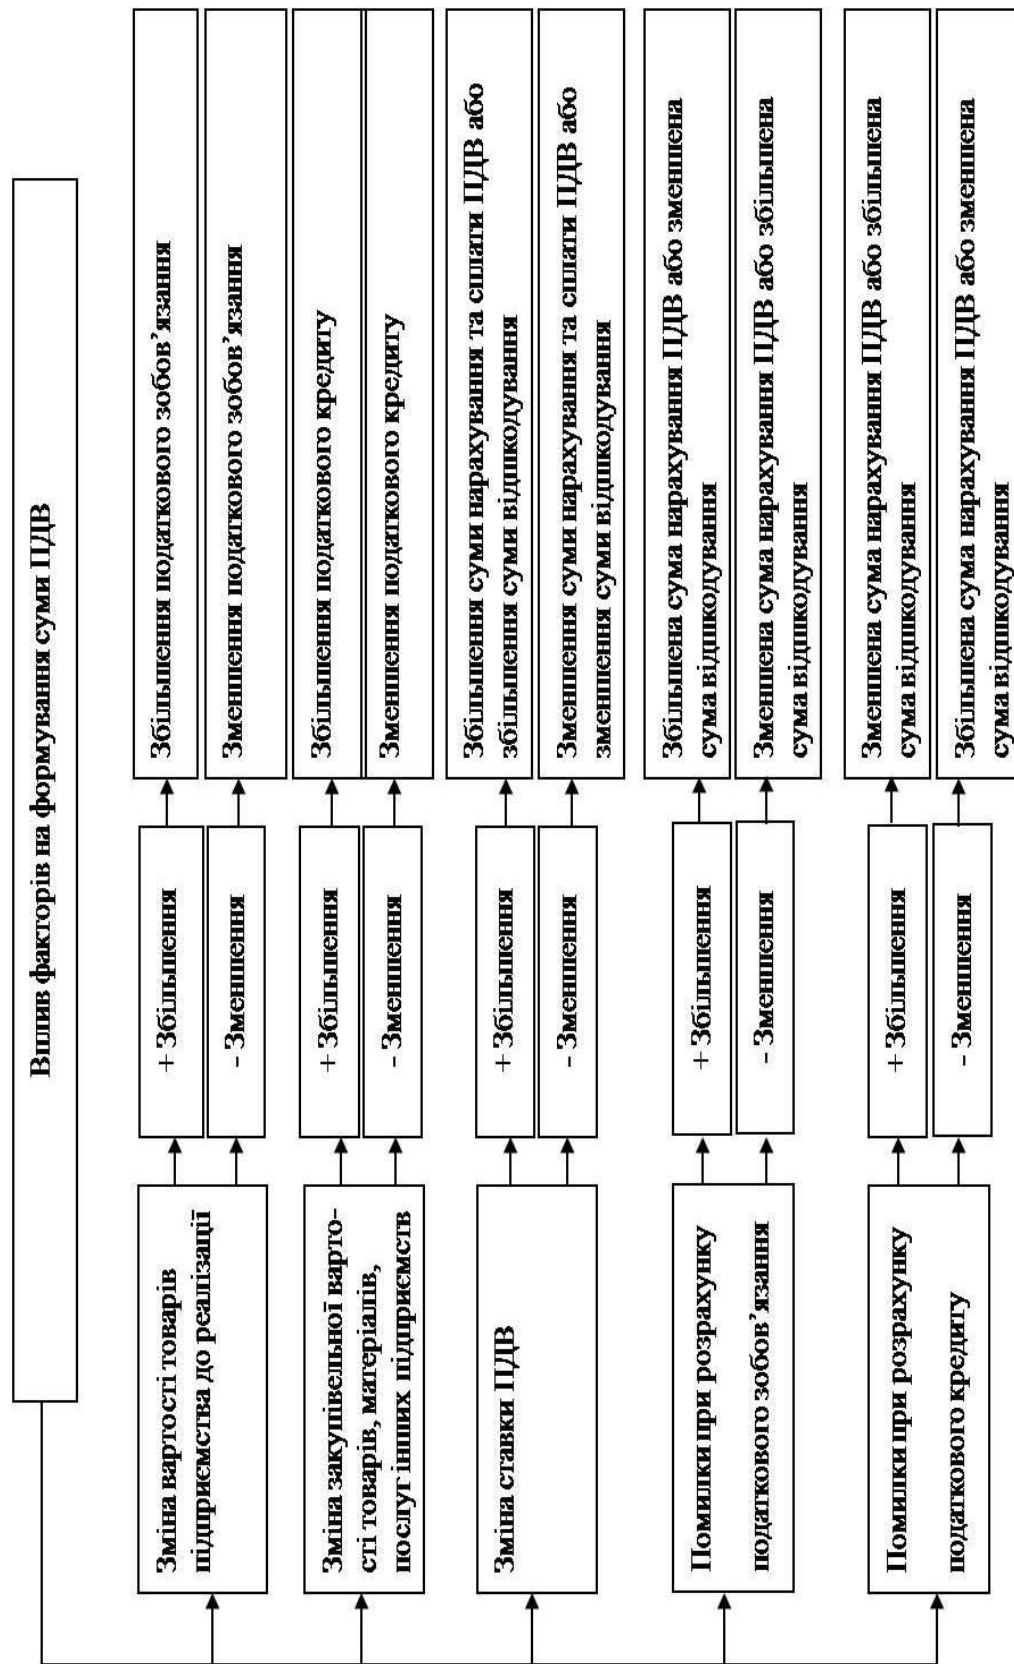 Вплив факторів на формування суми ПДВ
Зміна вартості товарів
підприємства до реалізації
+ Збільшення
Збільшення податкового зобов’язання
- Зменшення
Зменшення податкового зобов’язання
Зміна закупівельної варто-
сті товарів, матеріалів,
послуг інших підприємств
+ Збільшення
Збільшення податкового кредиту
- Зменшення
Зменшення податкового кредиту
Зміна ставки ПДВ
+ Збільшення
Збільшення суми нарахування та сплати ПДВ або
збільшення суми відшкодування
- Зменшення
Зменшення суми нарахування та сплати ПДВ або
зменшення суми відшкодування
Помилки при розрахунку
податкового зобов’язання
+ Збільшення
Збільшена сума нарахування ПДВ або зменшена
сума відшкодування
- Зменшення
Зменшена сума нарахування ПДВ або збільшена
сума відшкодування
Помилки при розрахунку
податкового кредиту
+ Збільшення
Зменшена сума нарахування ПДВ або збільшена
сума відшкодування
- Зменшення
Збільшена сума нарахування ПДВ або зменшена
сума відшкодування